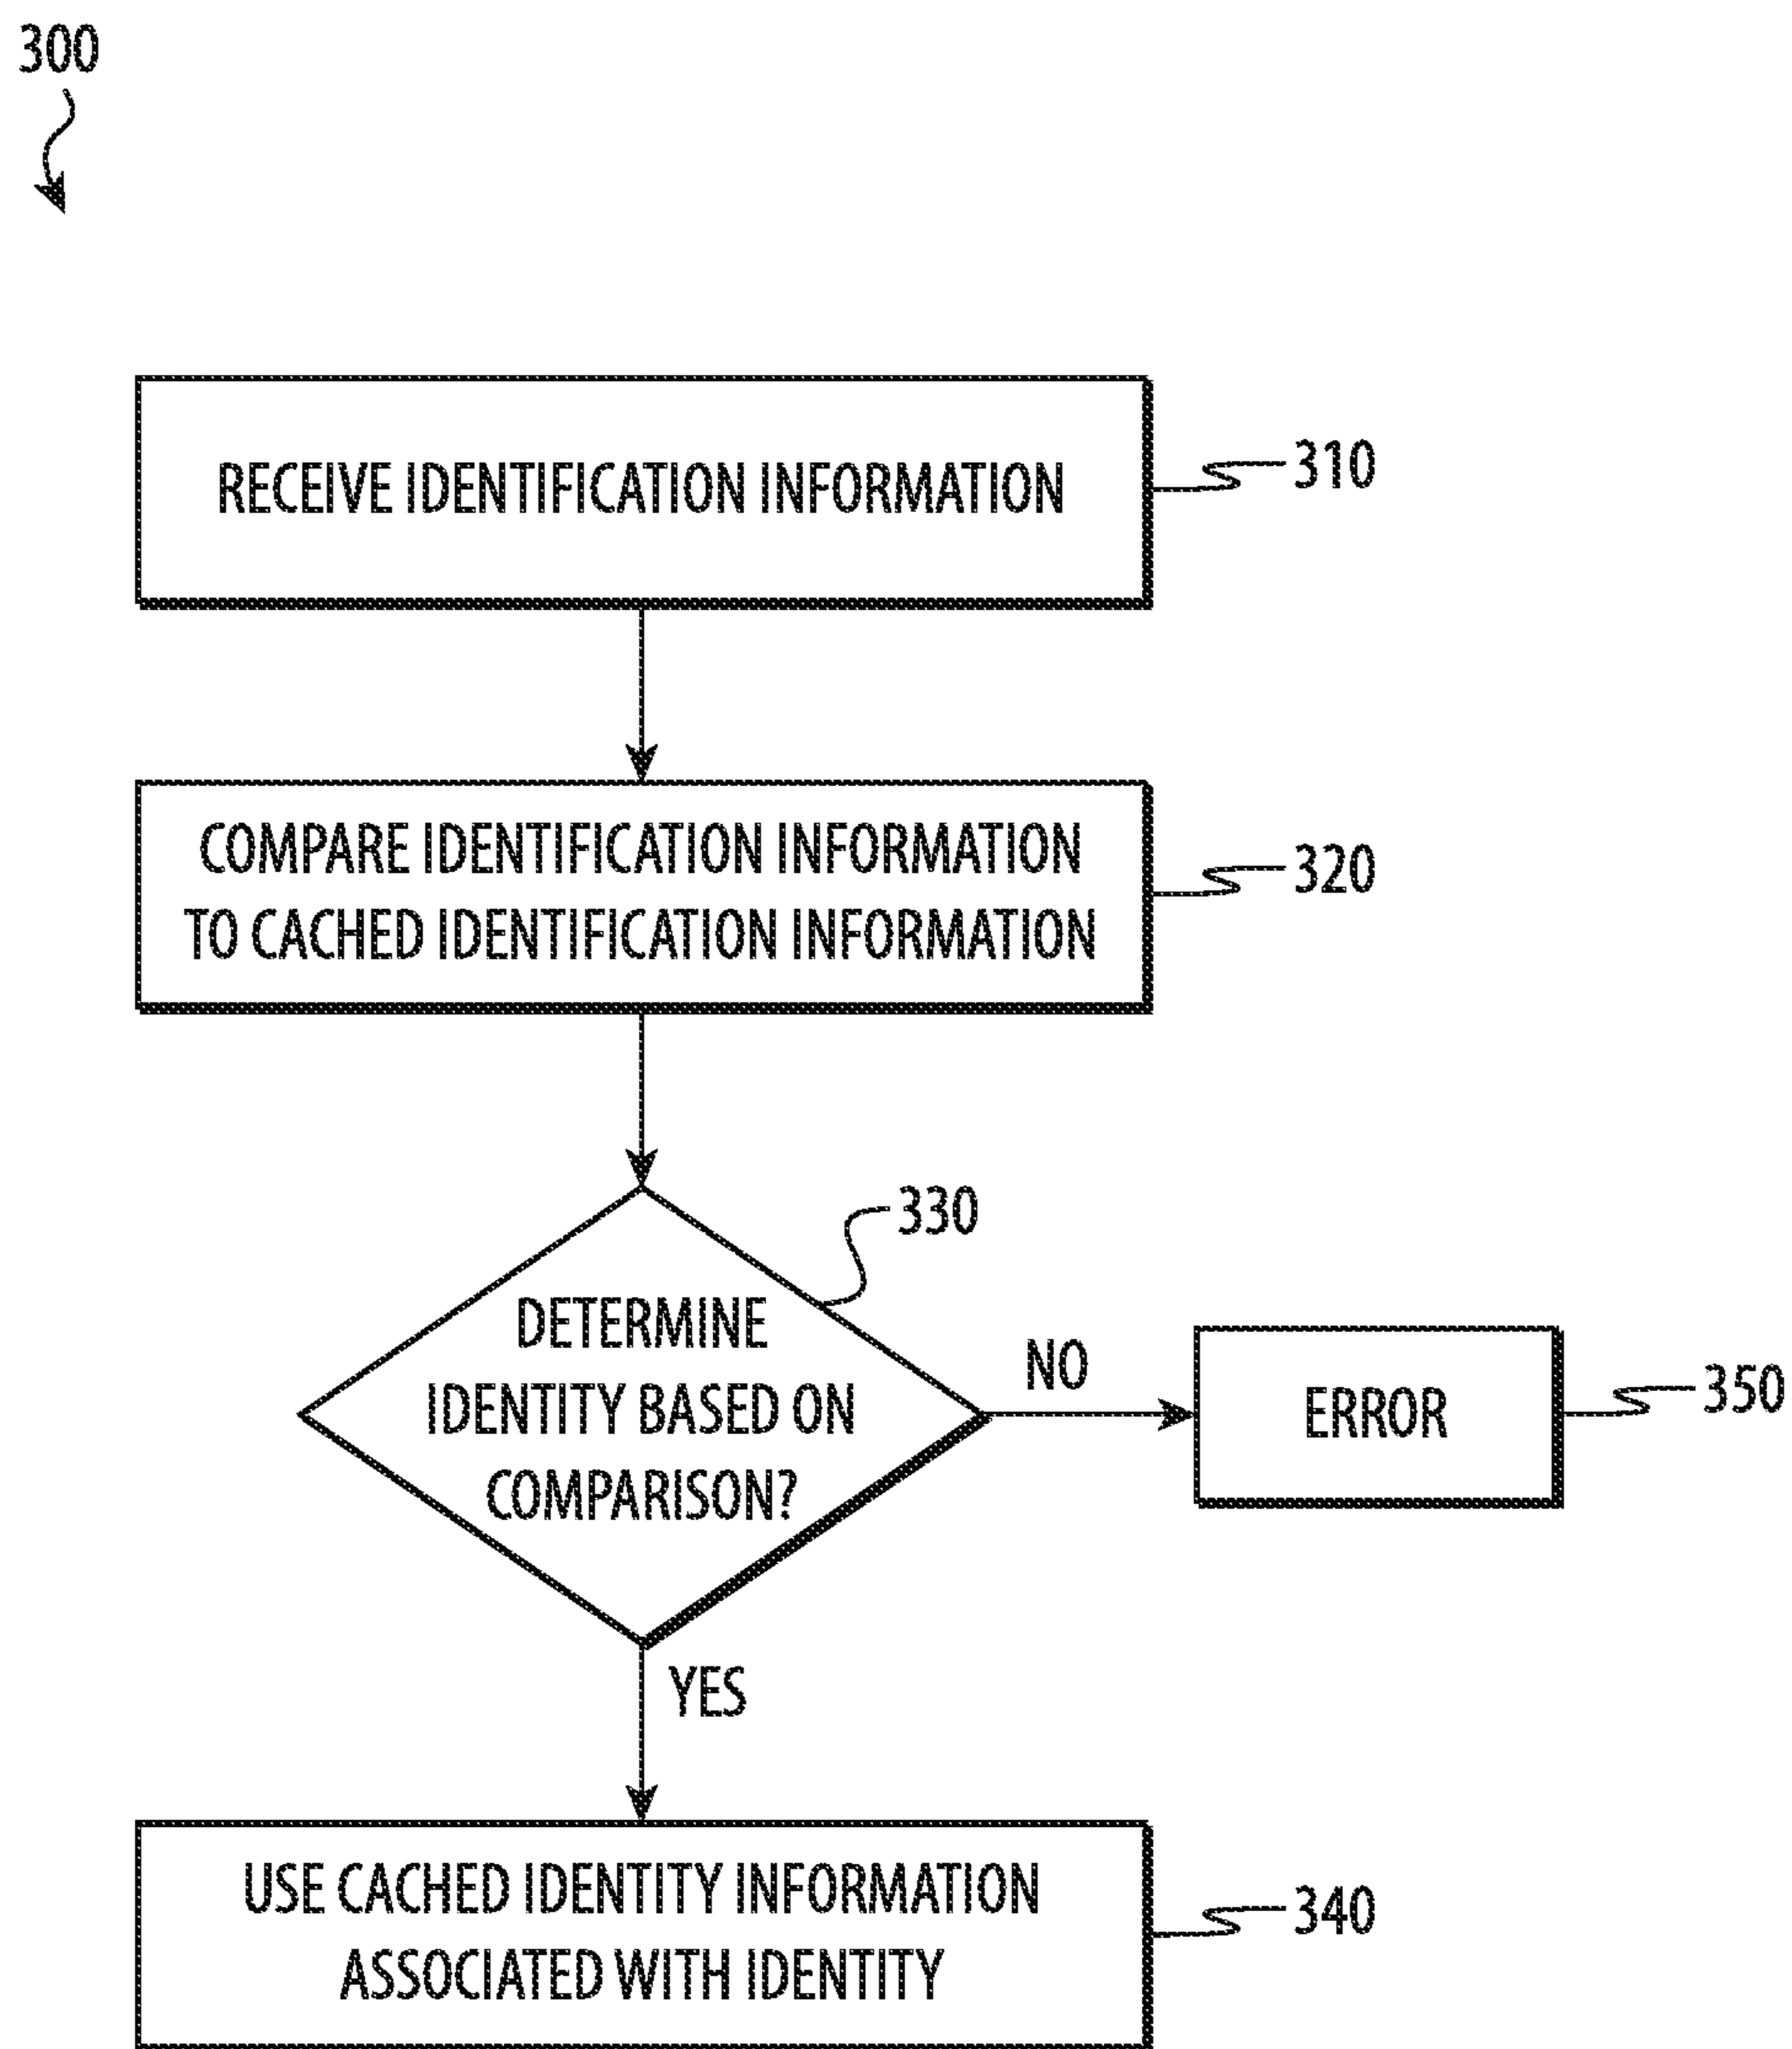 300
RECEIVE IDENTIFICATION INFORMATION
310
COMPARE IDENTIFICATION INFORMATION
TO CACHED IDENTIFICATION INFORMATION
320
330
DETERMINE
IDENTITY BASED ON
COMPARISON?
NO
ERROR
350
YES
USE CACHED IDENTITY INFORMATION
ASSOCIATED WITH IDENTITY
340